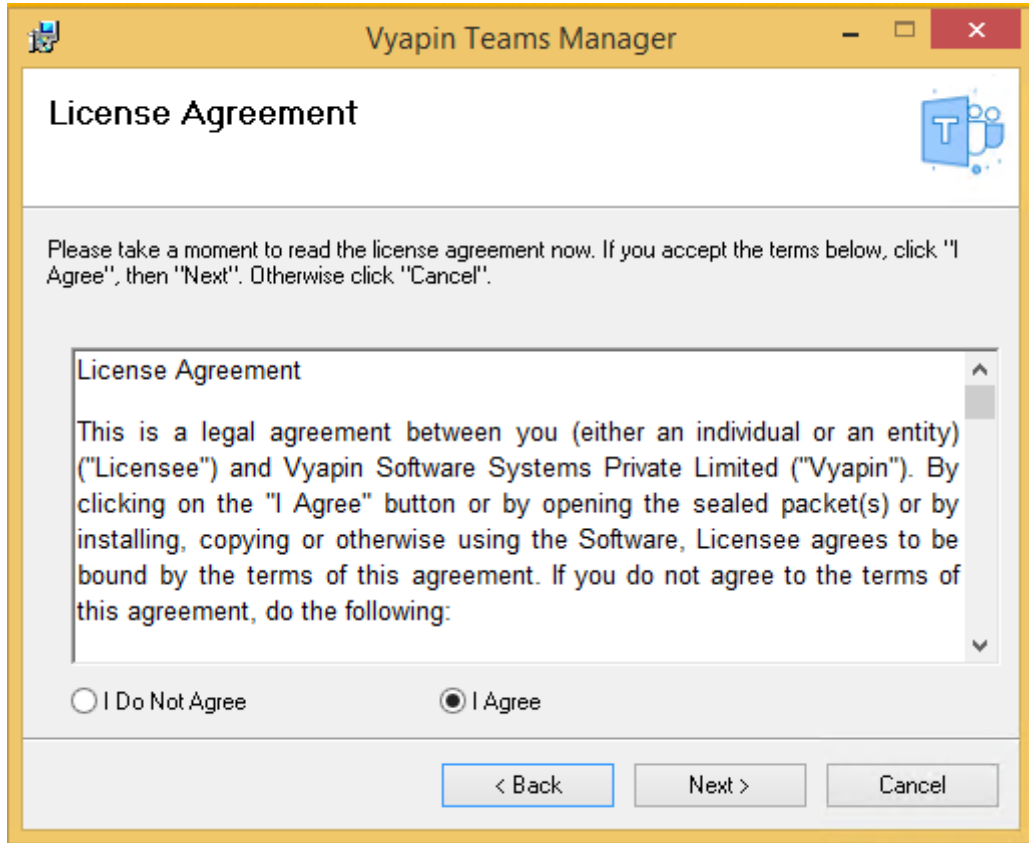 Vyapin Teams Manager
License Agreement
T
Please take a moment to read the license agreement now. If you accept the terms below, click "I
Agree", then "Next". Otherwise click "Cancel".
License Agreement
This is a legal agreement between you (either an individual or an entity)
("Licensee") and Vyapin Software Systems Private Limited ("Vyapin"). By
clicking on the "I Agree" button or by opening the sealed packet(s) or by
installing, copying or otherwise using the Software, Licensee agrees to be
bound by the terms of this agreement. If you do not agree to the terms of
this agreement, do the following:
I Do Not Agree
I Agree
< Back
Next >
Cancel